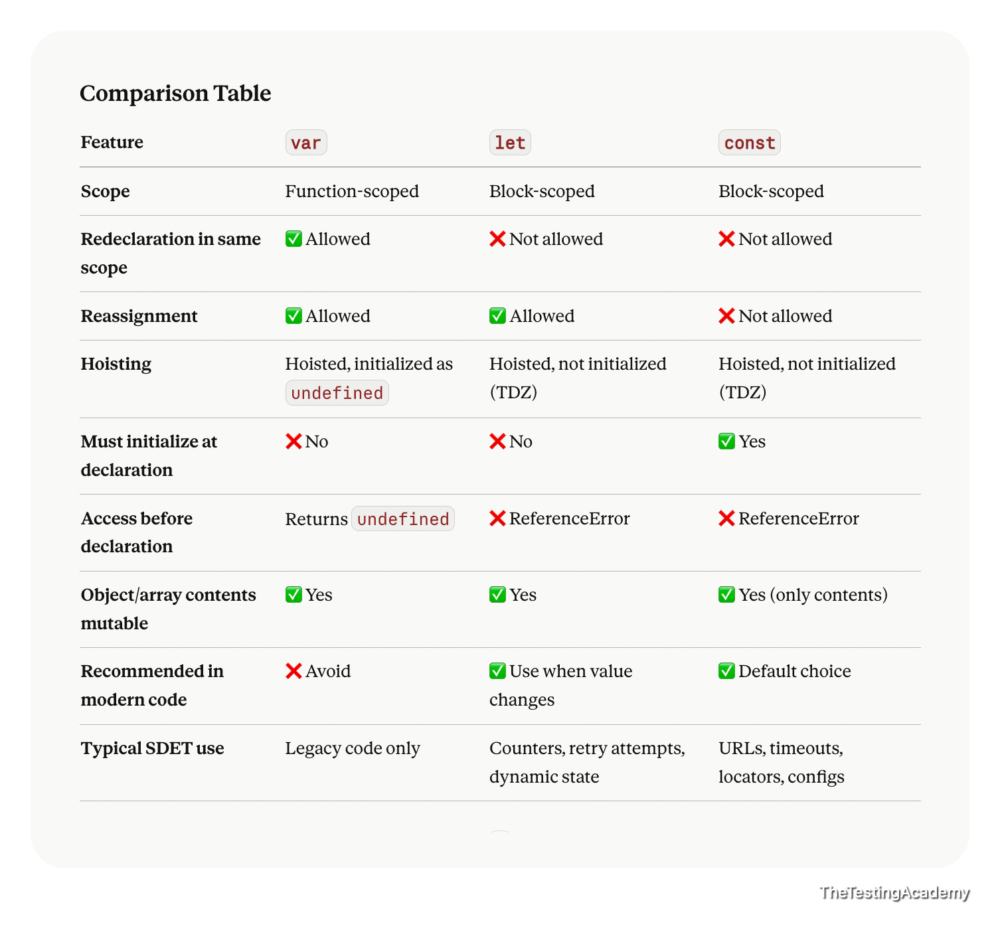 Comparison Table
Feature var let const
Scope Function-scoped Block-scoped Block-scoped
Redeclaration in same ✅ Allowed ❌ Not allowed ❌ Not allowed
scope
Reassignment ✅ Allowed ✅ Allowed ❌ Not allowed
Hoisting Hoisted, initialized as Hoisted, not initialized Hoisted, not initialized
undefined (TDZ) (TDZ)
Must initialize at ❌ No ❌ No ✅ Yes
declaration
Access before Returns undefined ❌ ReferenceError ❌ ReferenceError
declaration
Object/array contents ✅ Yes ✅ Yes ✅ Yes (only contents)
mutable
Recommended in ❌ Avoid ✅ Use when value ✅ Default choice
modern code changes
Typical SDET use Legacy code only Counters, retry attempts, URLs, timeouts,
dynamic state locators, configs
TheTestingAcademy